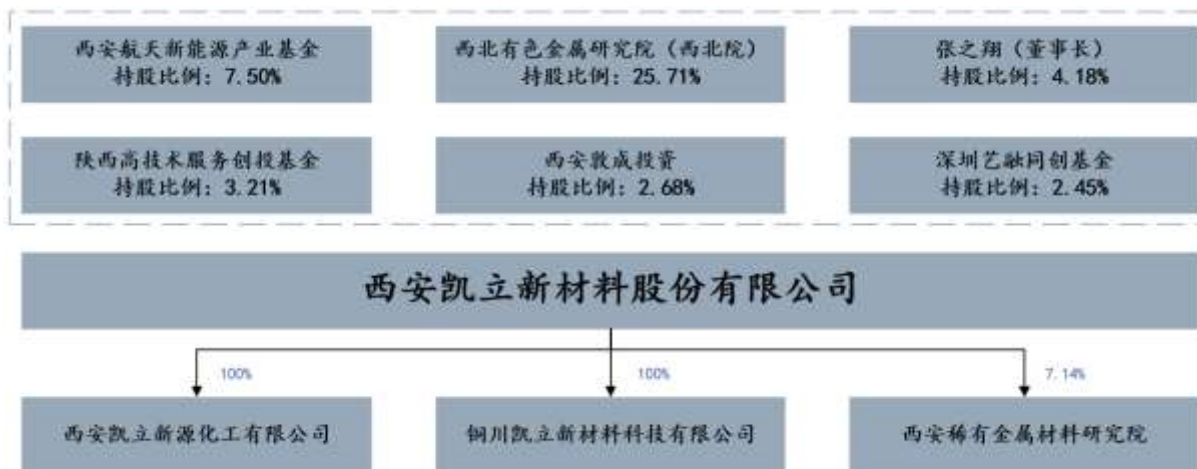 西安航天新能源产业基金
持股比例：7.50%
西北有色金属研究院（西北院）
持股比例：25.71%
张之翔（董事长）
持股比例：4.18%
陕西高技术服务创投基金
持股比例：3.21%
西安敦成投资
持股比例：2.68%
深圳艺融同创基金
持股比例：2.45%
西安凯立新材料股份有限公司
100%
100%
7.14%
西安凯立新源化工有限公司
铜川凯立新材料科技有限公司
西安稀有金属材料研究院